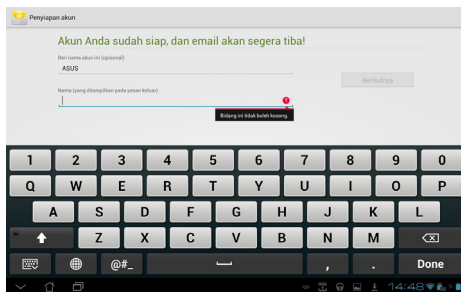 Penyiapan akun
Akun Anda sudah siap, dan email akan segera tiba!
Beri nama akun ini (opsional)
ASUS
Berikutnya
Nama (yang ditampilkan pada pesan keluar)
Bidang ini tidak boleh kosong.
1 2 3 4 5 6 7 8 9 0
Q W E R T Y U I O P
A S D F G H J K L
Z X C V B N M
@#_ , . Done
14:48